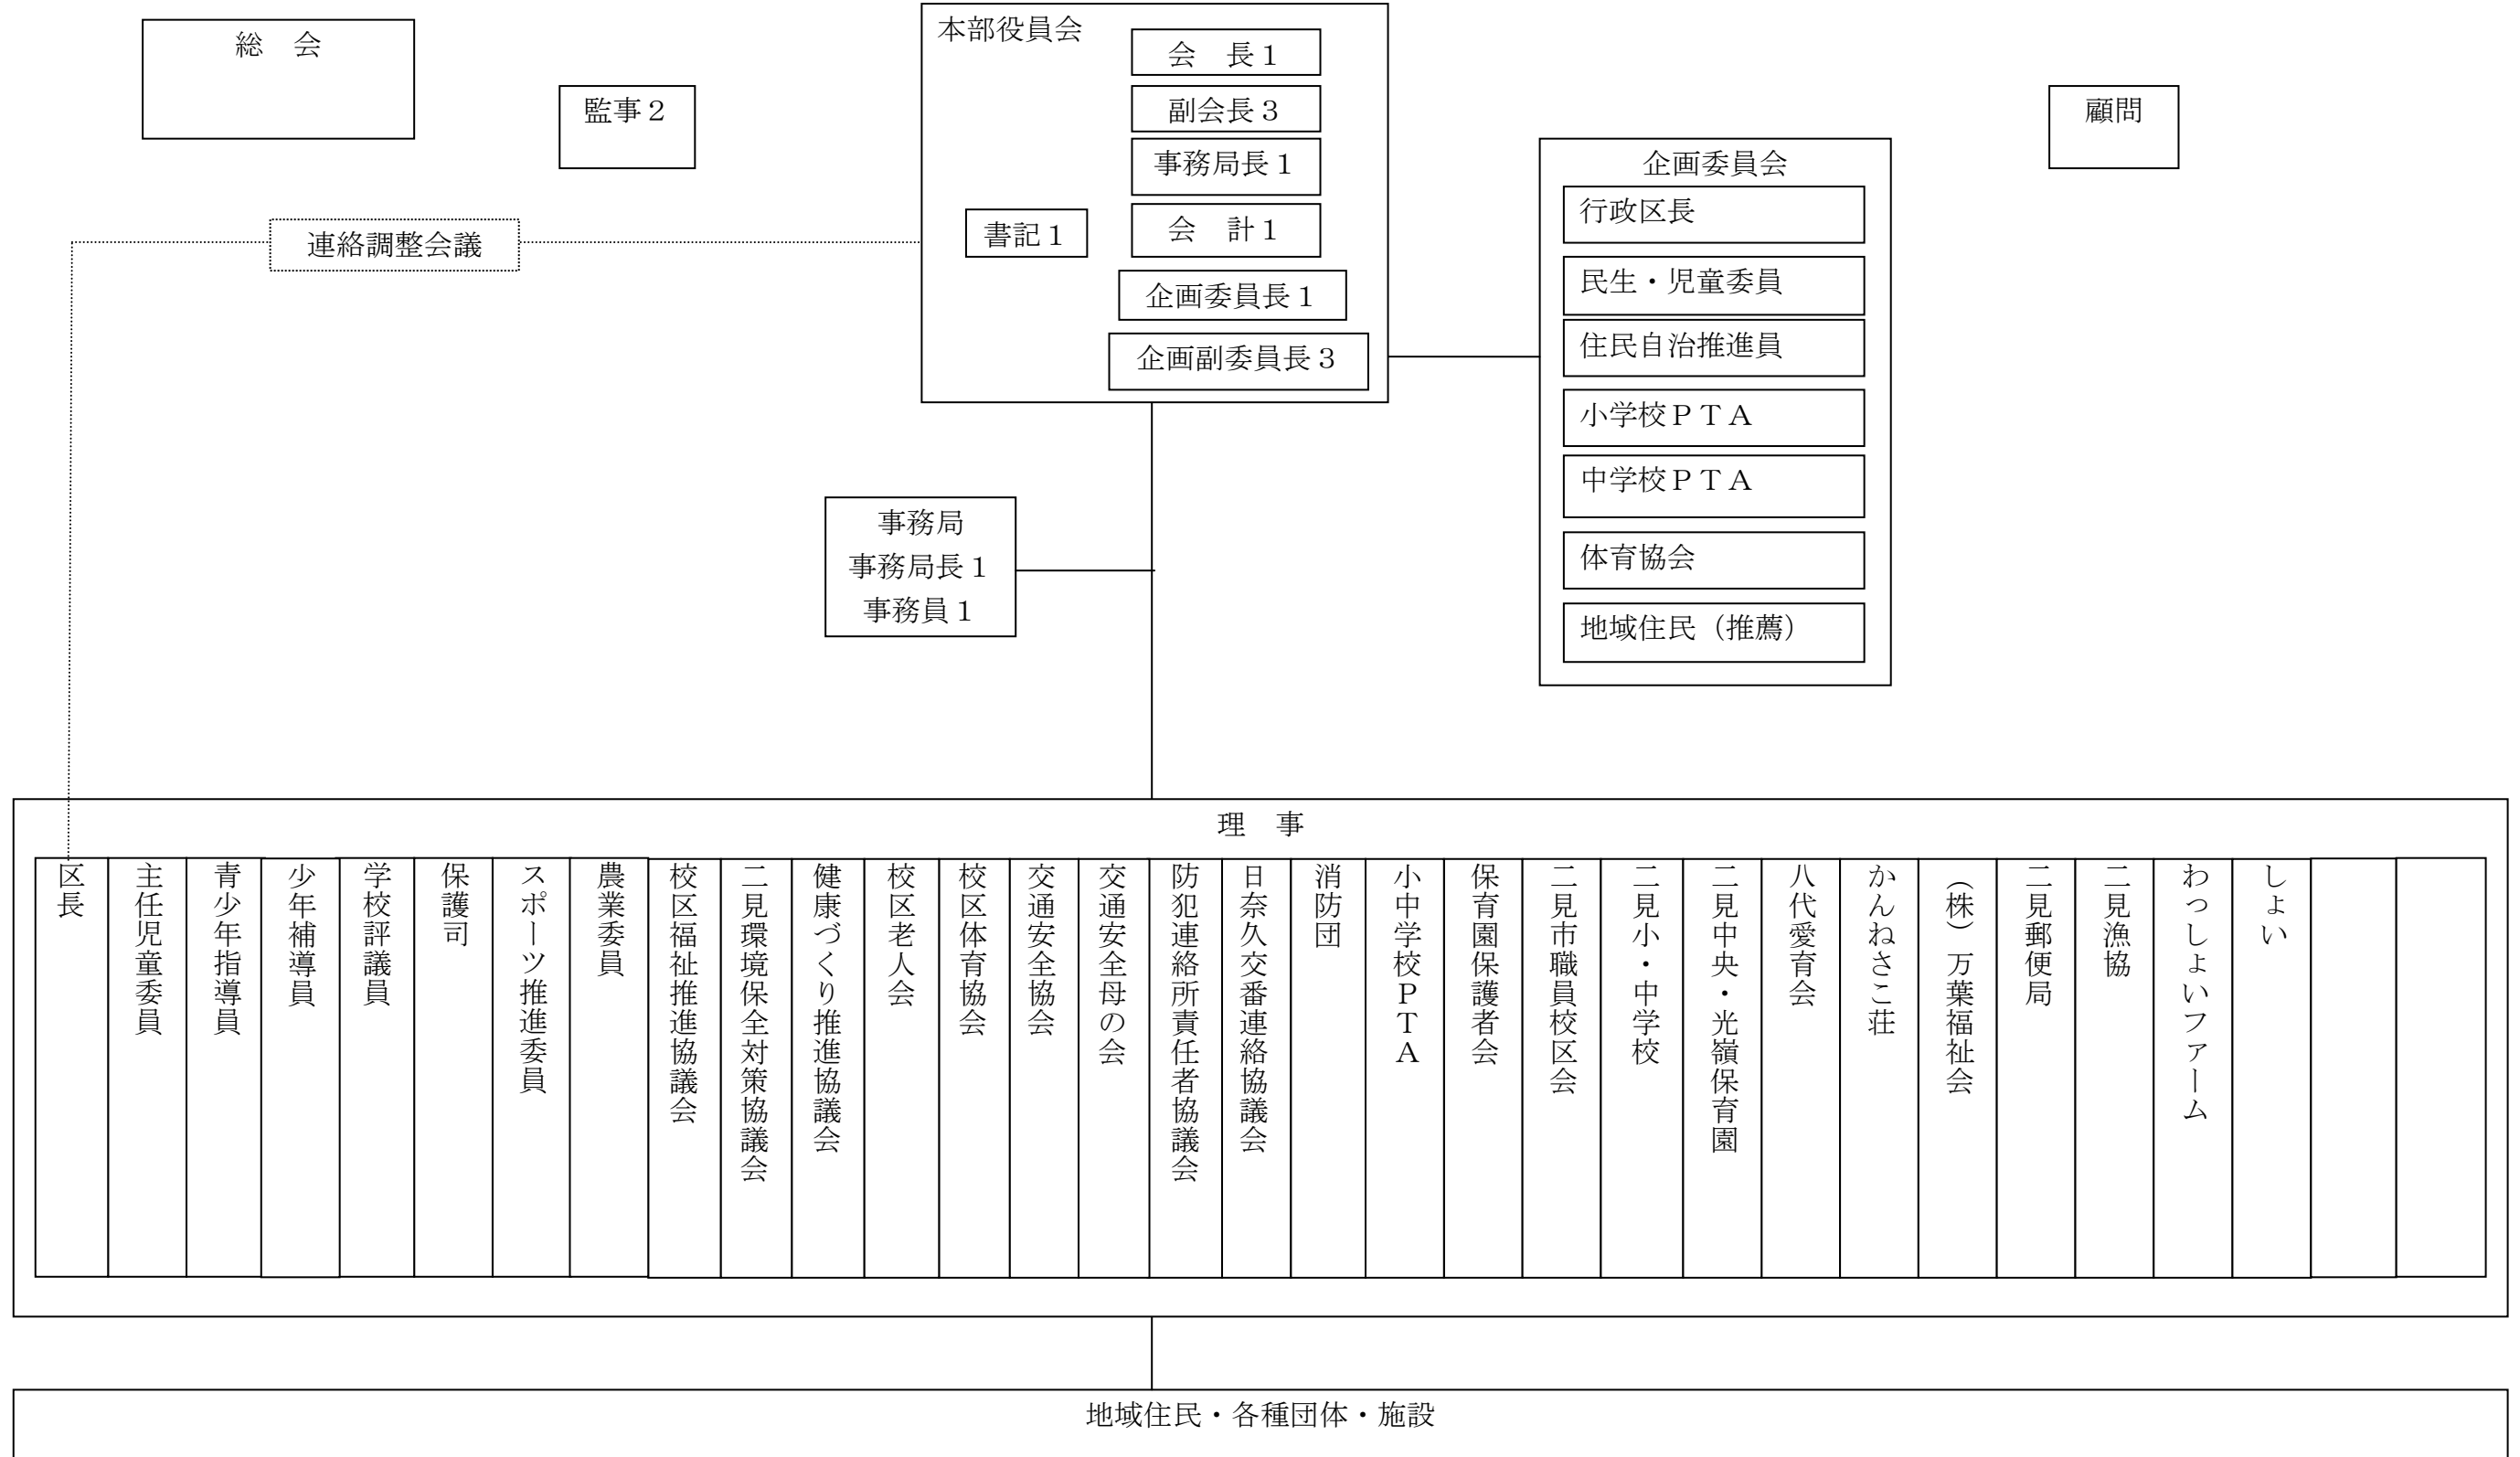 総　会
監事２
本部役員会
会　長１
副会長３
事務局長１
書記１
会　計１
企画委員長１
企画副委員長３
顧問
企画委員会
行政区長
民生・児童委員
住民自治推進員
小学校ＰＴＡ
中学校ＰＴＡ
体育協会
地域住民（推薦）
連絡調整会議
事務局
事務局長１
事務員１
理　事
区長
主任児童委員
青少年指導員
少年補導員
学校評議員
保護司
スポーツ推進委員
農業委員
校区福祉推進協議会
二見環境保全対策協議会
健康づくり推進協議会
校区老人会
校区体育協会
交通安全協会
交通安全母の会
防犯連絡所責任者協議会
日奈久交番連絡協議会
消防団
小中学校ＰＴＡ
保育園保護者会
二見市職員校区会
二見小・中学校
二見中央・光嶺保育園
八代愛育会
かんねさこ荘
（株）万葉福祉会
二見郵便局
二見漁協
わっしょいファーム
しょい
地域住民・各種団体・施設